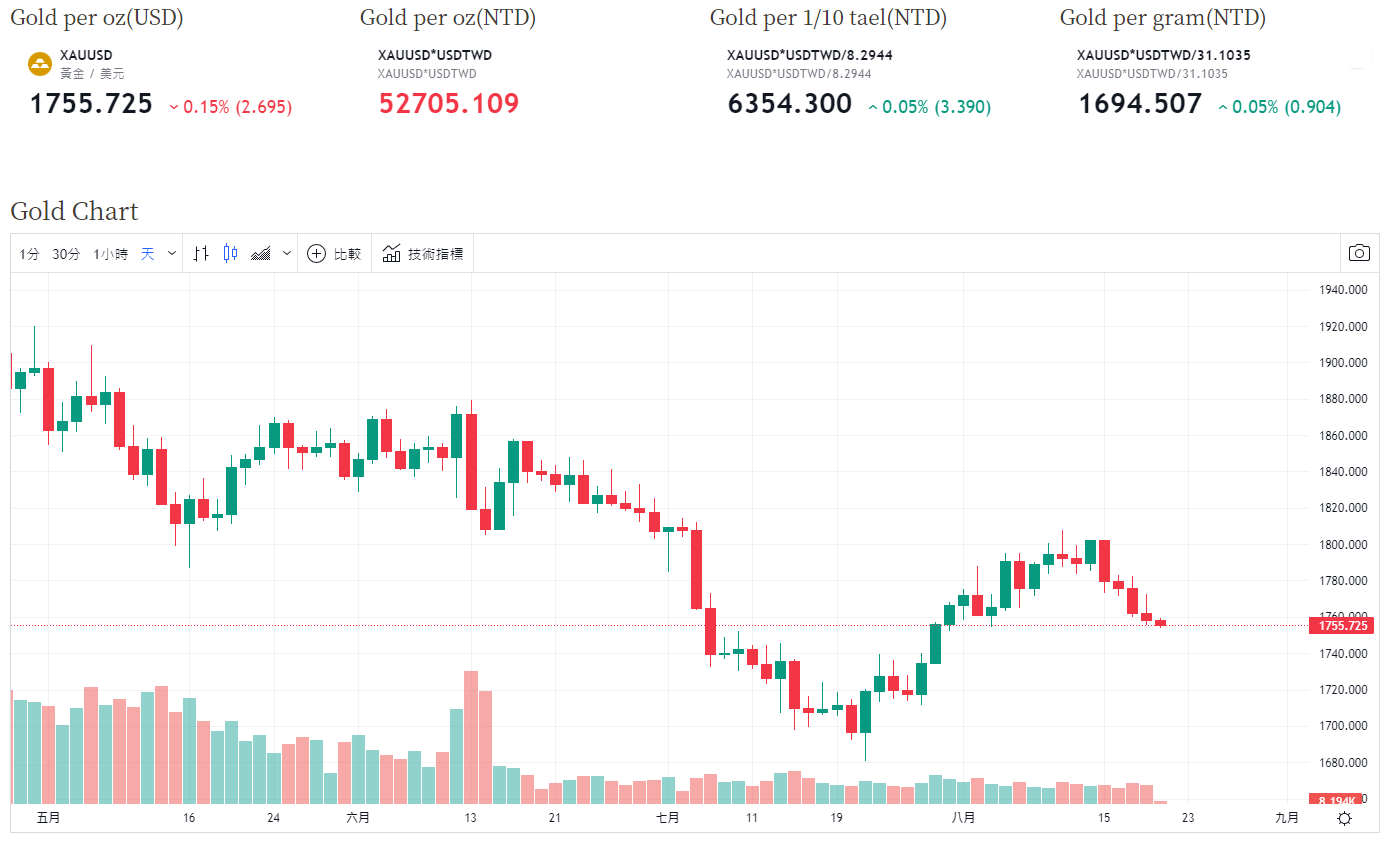 Gold per oz(USD)
Gold per oz(NTD)
Gold per 1/10 tael(NTD)
Gold per gram(NTD)
XAUUSD
黃金 / 美元
1755.725 0.15% (2.695)
XAUUSD*USDTWD
XAUUSD*USDTWD
52705.109
XAUUSD*USDTWD/8.2944
XAUUSD*USDTWD/8.2944
6354.300 0.05% (3.390)
XAUUSD*USDTWD/31.1035
XAUUSD*USDTWD/31.1035
1694.507 0.05% (0.904)
Gold Chart
1分 30分 1小時 天 比較 技術指標
1940.000
1920.000
1900.000
1880.000
1860.000
1840.000
1820.000
1800.000
1780.000
1760.000
1755.725
1740.000
1720.000
1700.000
1680.000
8.194K
五月 16 24 六月 13 21 七月 11 19 八月 15 23 九月